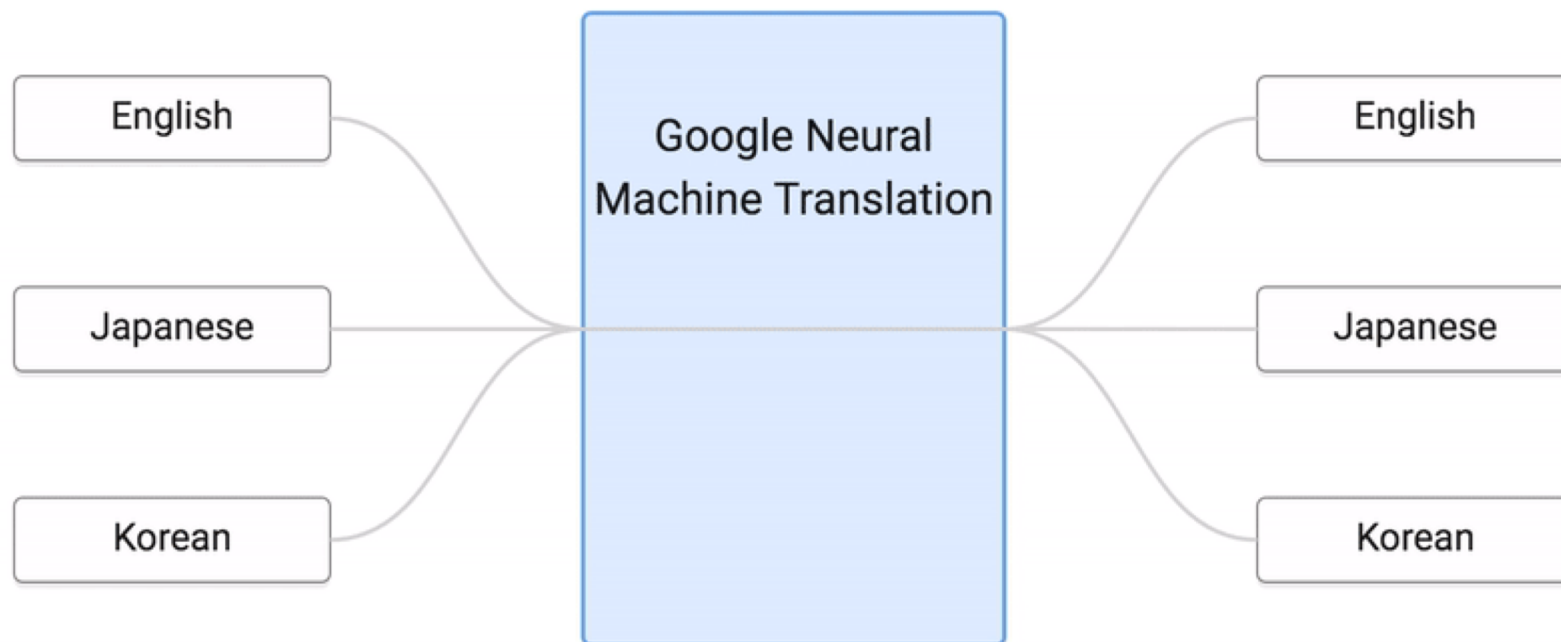 English
Japanese
Korean
Google Neural
Machine Translation
English
Japanese
Korean